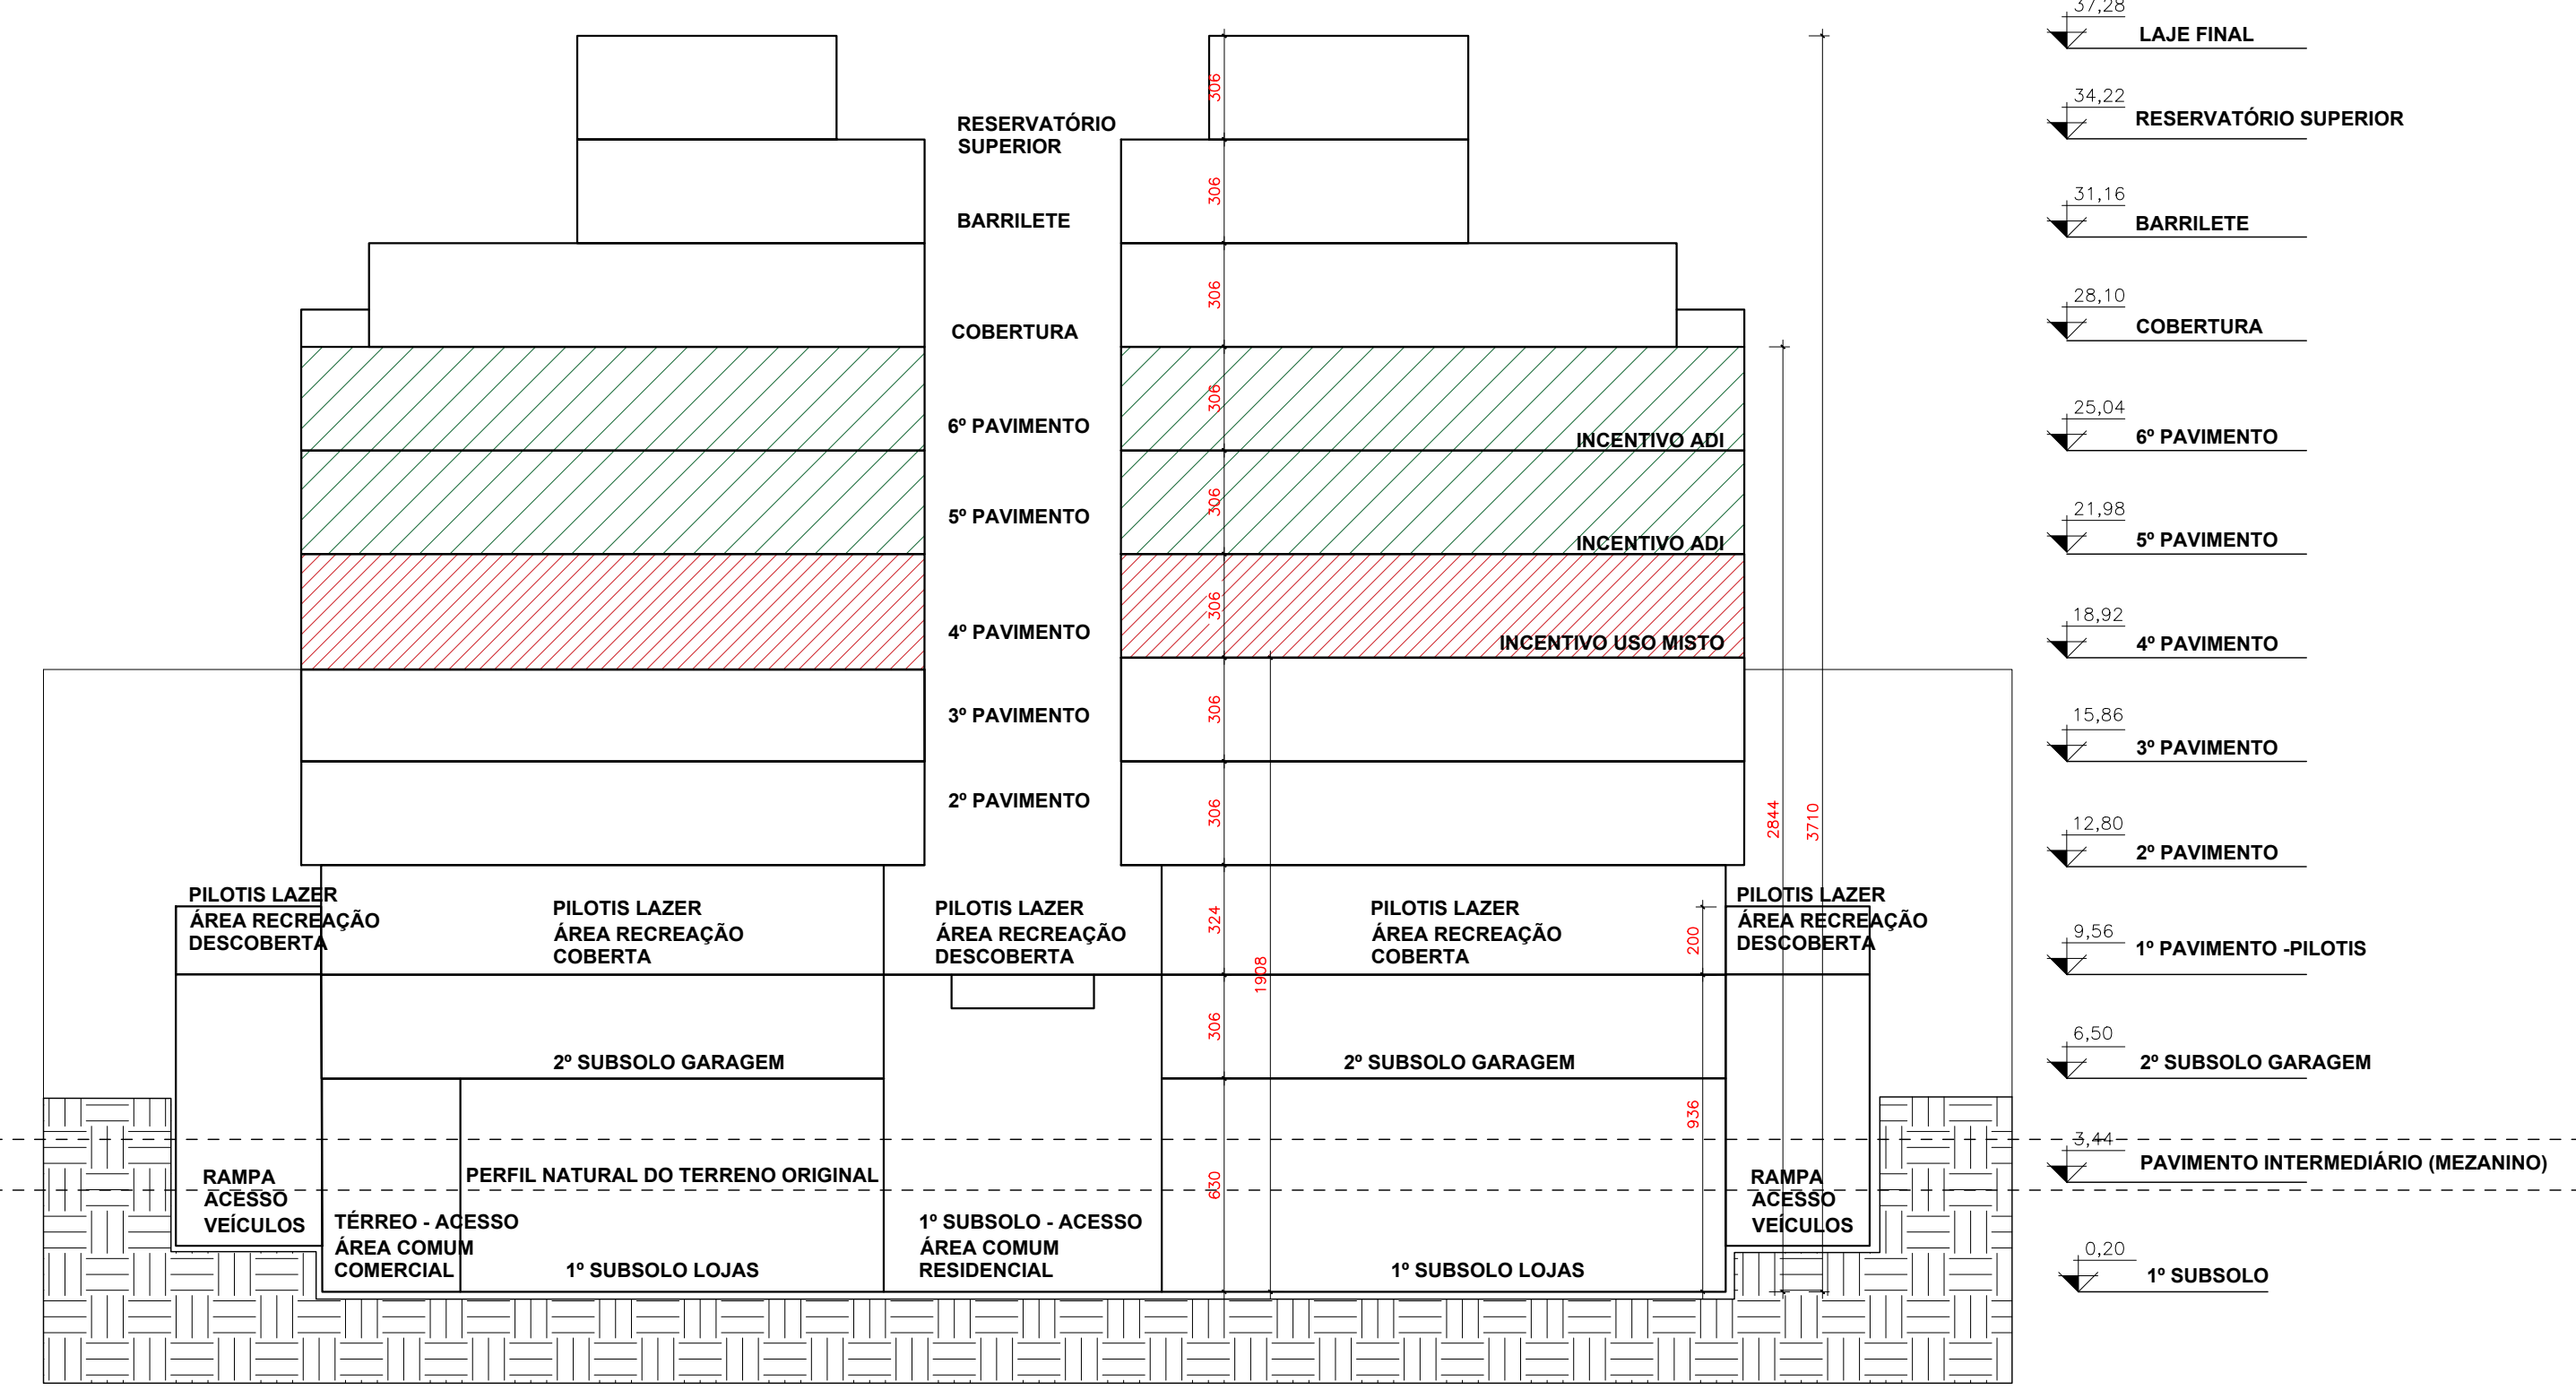 37,28
LAJE FINAL
306
34,22
RESERVATÓRIO SUPERIOR
RESERVATÓRIO
SUPERIOR
306
31,16
BARRILETE
BARRILETE
306
28,10
COBERTURA
COBERTURA
306
25,04
6º PAVIMENTO
6º PAVIMENTO
INCENTIVO ADI
306
21,98
5º PAVIMENTO
5º PAVIMENTO
INCENTIVO ADI
306
18,92
4º PAVIMENTO
4º PAVIMENTO
INCENTIVO USO MISTO
306
15,86
3º PAVIMENTO
3º PAVIMENTO
306
2844
3710
12,80
2º PAVIMENTO
2º PAVIMENTO
PILOTIS LAZER
ÁREA RECREAÇÃO
DESCOBERTA
PILOTIS LAZER
ÁREA RECREAÇÃO
COBERTA
PILOTIS LAZER
ÁREA RECREAÇÃO
DESCOBERTA
324
1908
PILOTIS LAZER
ÁREA RECREAÇÃO
COBERTA
200
PILOTIS LAZER
ÁREA RECREAÇÃO
DESCOBERTA
9,56
1º PAVIMENTO -PILOTIS
306
6,50
2º SUBSOLO GARAGEM
2º SUBSOLO GARAGEM
2º SUBSOLO GARAGEM
936
3,44
PAVIMENTO INTERMEDIÁRIO (MEZANINO)
RAMPA
ACESSO
VEÍCULOS
PERFIL NATURAL DO TERRENO ORIGINAL
630
RAMPA
ACESSO
VEÍCULOS
TÉRREO - ACESSO
ÁREA COMUM
COMERCIAL
1º SUBSOLO LOJAS
1º SUBSOLO - ACESSO
ÁREA COMUM
RESIDENCIAL
1º SUBSOLO LOJAS
0,20
1º SUBSOLO